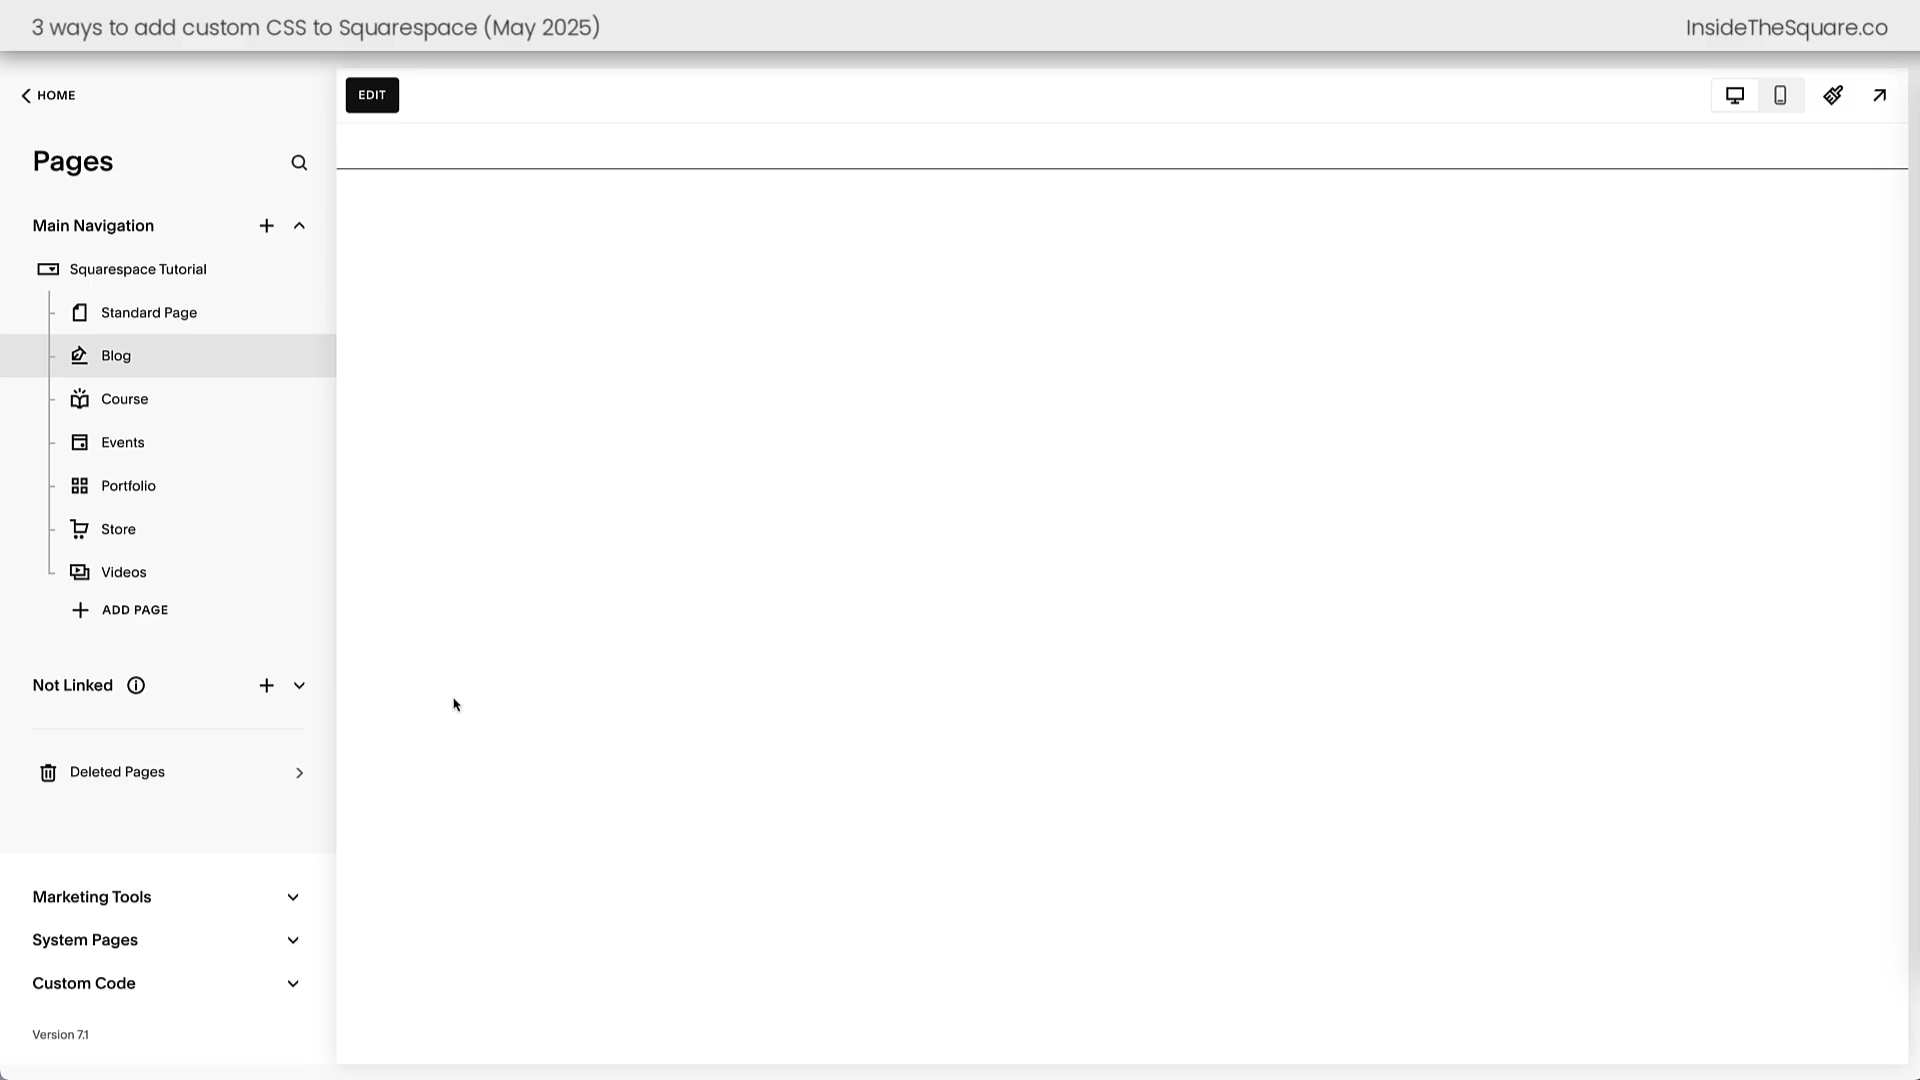 3 ways to add custom CSS to Squarespace (May 2025)
InsideTheSquare.co
HOME
EDIT
Pages
Main Navigation
Squarespace Tutorial
Standard Page
Blog
Course
Events
Portfolio
Store
Videos
ADD PAGE
Not Linked
Deleted Pages
Marketing Tools
System Pages
Custom Code
Version 7.1